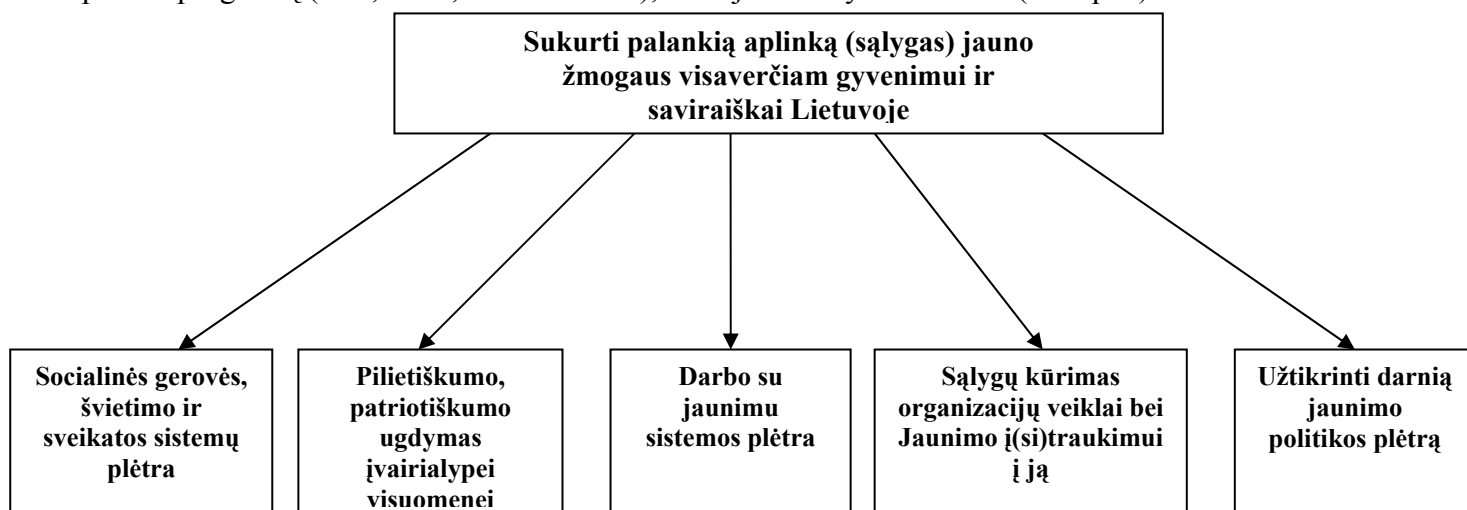 Sukurti palankią aplinką (sąlygas) jauno
žmogaus visaverčiam gyvenimui ir
saviraiškai Lietuvoje
Socialinės gerovės,
švietimo ir
sveikatos sistemų
plėtra
Pilietiškumo,
patriotiškumo
ugdymas
įvairialypei
visuomenei
Darbo su
jaunimu
sistemos plėtra
Sąlygų kūrimas
organizacijų veiklai bei
Jaunimo į(si)traukimui
į ją
Užtikrinti darnią
jaunimo
politikos plėtrą